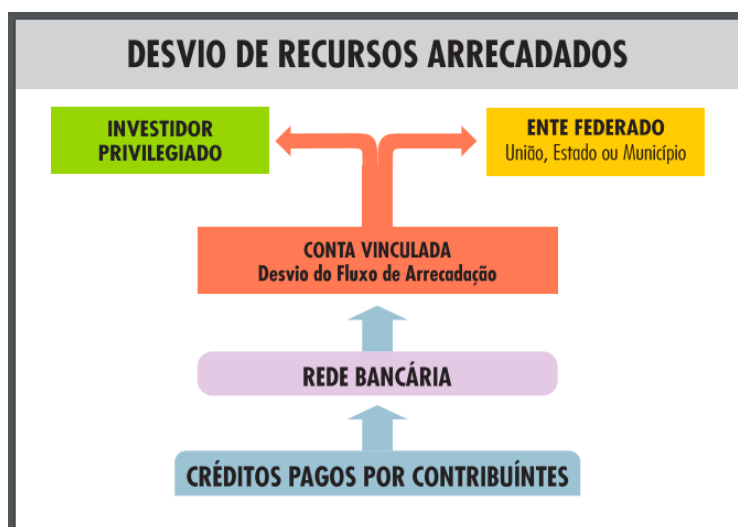 DESVIO DE RECURSOS ARRECADADOS
INVESTIDOR
PRIVILEGIADO
ENTE FEDERADO
União, Estado ou Município
CONTA VINCULADA
Desvio do Fluxo de Arrecadação
REDE BANCÁRIA
CRÉDITOS PAGOS POR CONTRIBUÍNTES